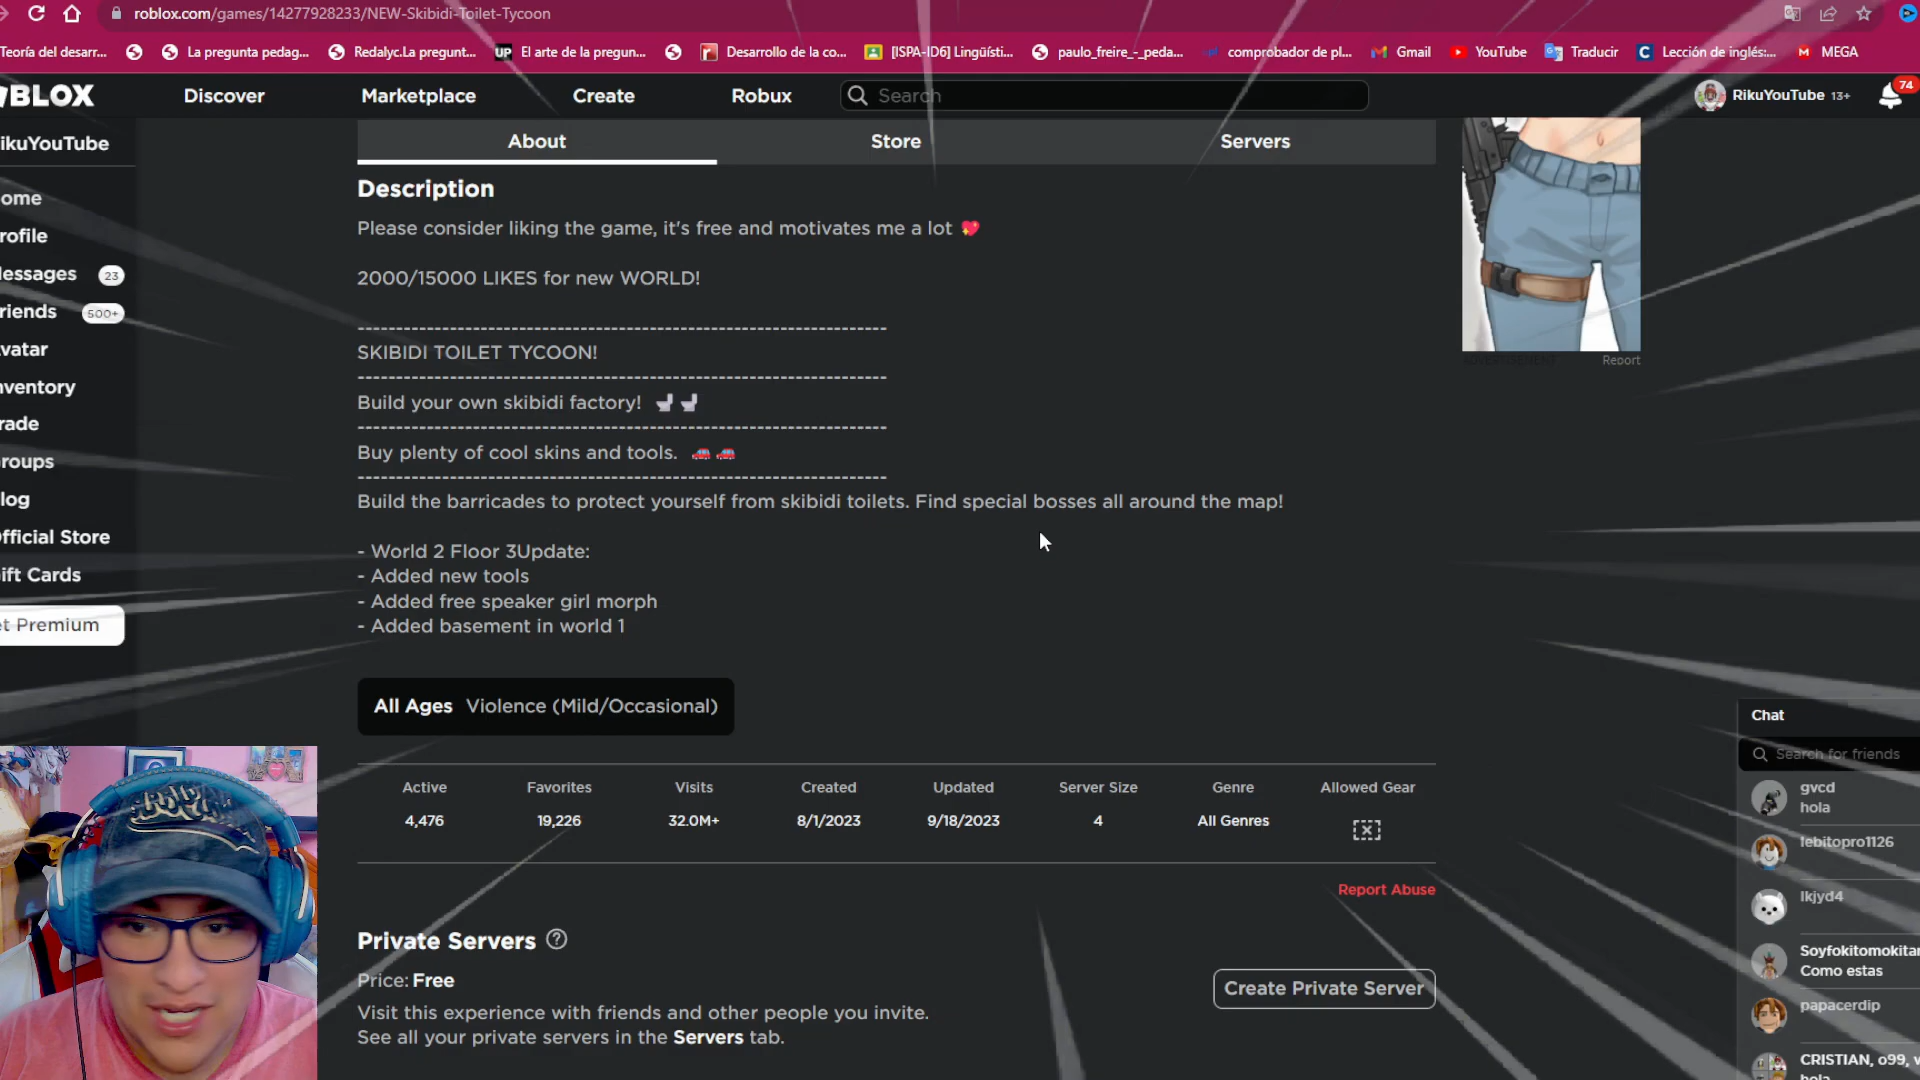 roblox.com/games/14277928233/NEW-Skibidi-Toilet-Tycoon
Teoría del desarr...
La pregunta pedag...
Redalyc.La pregunt...
UP El arte de la pregun...
Desarrollo de la co...
[ISPA-ID6] Lingüísti...
paulo_freire_-_peda...
comprobador de pl...
Gmail
YouTube
Traducir
C Lección de inglés:...
M MEGA
BLOX
Discover
Marketplace
Create
Robux
Search
RikuYouTube 13+
74
ikuYouTube
ome
rofile
essages 23
riends 500+
vatar
nventory
rade
roups
log
fficial Store
ift Cards
et Premium
About
Store
Servers
Description
Please consider liking the game, it's free and motivates me a lot 💖
2000/15000 LIKES for new WORLD!
--------------------------------------------------------------------
SKIBIDI TOILET TYCOON!
--------------------------------------------------------------------
Build your own skibidi factory! 🚽🚽
--------------------------------------------------------------------
Buy plenty of cool skins and tools. 🚗🚗
--------------------------------------------------------------------
Build the barricades to protect yourself from skibidi toilets. Find special bosses all around the map!
- World 2 Floor 3Update:
- Added new tools
- Added free speaker girl morph
- Added basement in world 1
ADVERTISEMENT
Report
All Ages Violence (Mild/Occasional)
Active Favorites Visits Created Updated Server Size Genre Allowed Gear
4,476 19,226 32.0M+ 8/1/2023 9/18/2023 4 All Genres
Report Abuse
Private Servers
Price: Free
Create Private Server
Visit this experience with friends and other people you invite.
See all your private servers in the Servers tab.
Chat
Search for friends
gvcd
hola
febitopro1126
lkjyd4
Soyfokitomokitar
Como estas
papacerdip
CRISTIAN, o99, v
hola